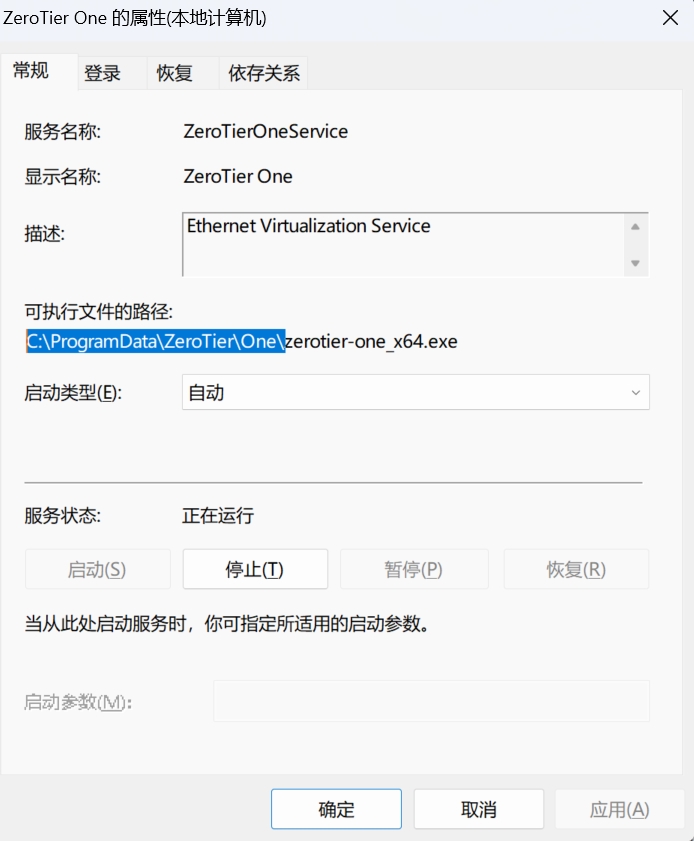 ZeroTier One 的属性(本地计算机)
常规 登录 恢复 依存关系
服务名称: ZeroTierOneService
显示名称: ZeroTier One
描述: Ethernet Virtualization Service
可执行文件的路径:
C:\ProgramData\ZeroTier\One\zerotier-one_x64.exe
启动类型(E): 自动
服务状态: 正在运行
启动(S) 停止(T) 暂停(P) 恢复(R)
当从此处启动服务时，你可指定所适用的启动参数。
启动参数(M):
确定 取消 应用(A)